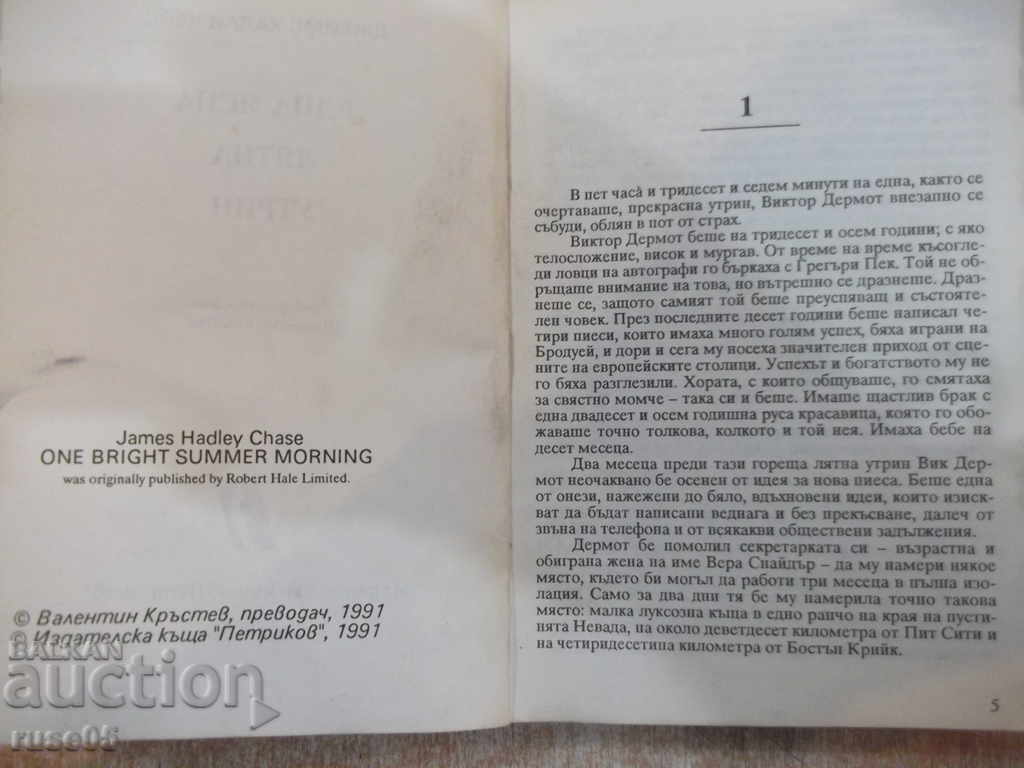 James Hadley Chase
ONE BRIGHT SUMMER MORNING
was originally published by Robert Hale Limited.
© Валентин Кръстев, преводач, 1991
© Издателска къща "Петриков", 1991
BALKAN
auction
ruse05
1
В пет часа̀ и тридесет и седем минути на една, както се
очертаваше, прекрасна утрин, Виктор Дермот внезапно се
събуди, облян в пот от страх.
Виктор Дермот беше на тридесет и осем години; с яко
телосложение, висок и мургав. От време на време късогле-
ди ловци на автографи го бъркаха с Грегъри Пек. Той не об-
ръщаше внимание на това, но вътрешно се дразнеше. Драз-
неше се, защото самият той беше преуспяващ и състояте-
лен човек. През последните десет години беше написал че-
тири пиеси, които имаха много голям успех, бяха играни на
Бродуей, и дори и сега му носеха значителен приход от сце-
ните на европейските столици. Успехът и богатството му не
го бяха разглезили. Хората, с които общуваше, го смятаха
за свястно момче – така си и беше. Имаше щастлив брак с
една двадесет и осем годишна руса красавица, която го обо-
жаваше точно толкова, колкото и той нея. Имаха бебе на
десет месеца.
Два месеца преди тази гореща лятна утрин Вик Дер-
мот неочаквано бе осенен от идея за нова пиеса. Беше една
от онези, нажежени до бяло, вдъхновени идеи, които изиск-
ват да бъдат написани веднага и без прекъсване, далеч от
звъна на телефона и от всякакви обществени задължения.
Дермот бе помолил секретарката си – възрастна и
обиграна жена на име Вера Снайдър – да му намери някое
място, където би могъл да работи три месеца в пълна изо-
лация. Само за два дни тя бе му намерила точно такова
място: малка луксозна къща в едно ранчо на края на пусти-
нята Невада, на около деветдесет километра от Пит Сити и
на четиридесетина километра от Бостън Крийк.
5